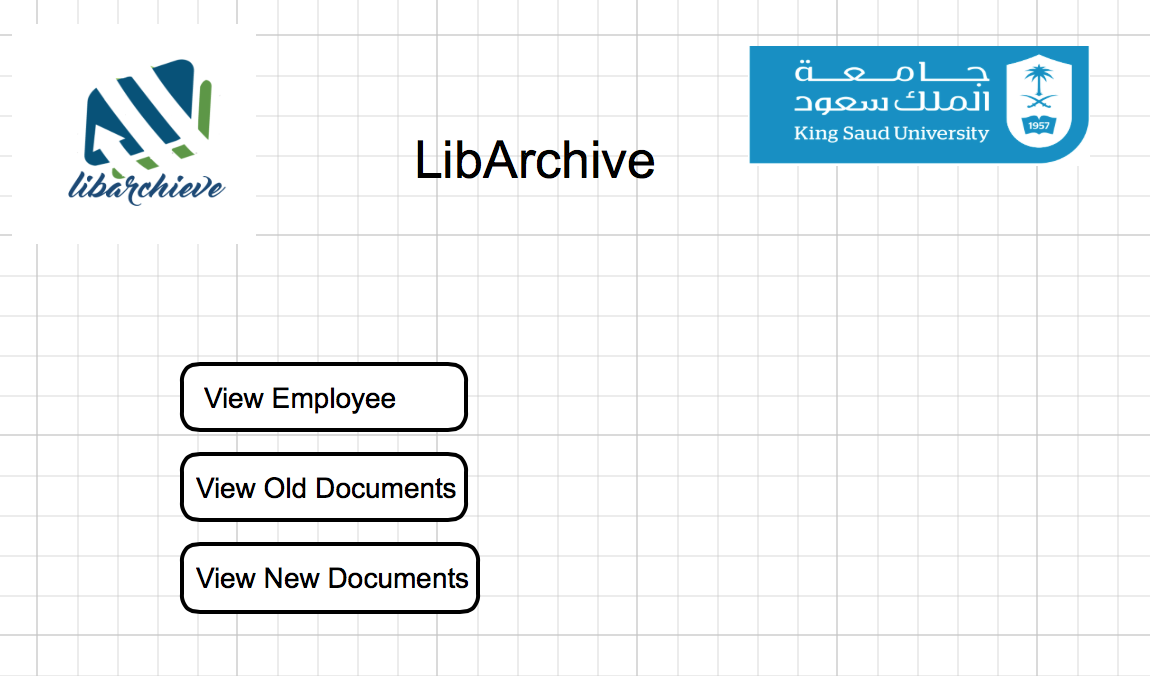 libarchieve
LibArchive
جامعة
الملك سعود
King Saud University
1957
View Employee
View Old Documents
View New Documents